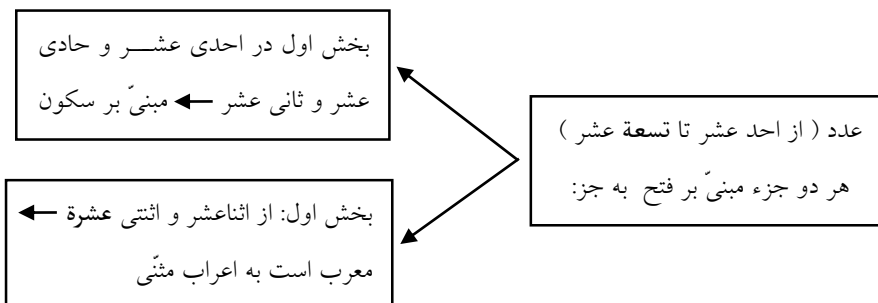 عدد ( از احد عشر تا تسعة عشر )
هر دو جزء مبنیّ بر فتح به جز:
بخش اول در احدی عشـــر و حادی
عشر و ثانی عشر ← مبنیّ بر سکون
بخش اول: از اثناعشر و اثنتی عشرة ←
معرب است به اعراب مثنّی